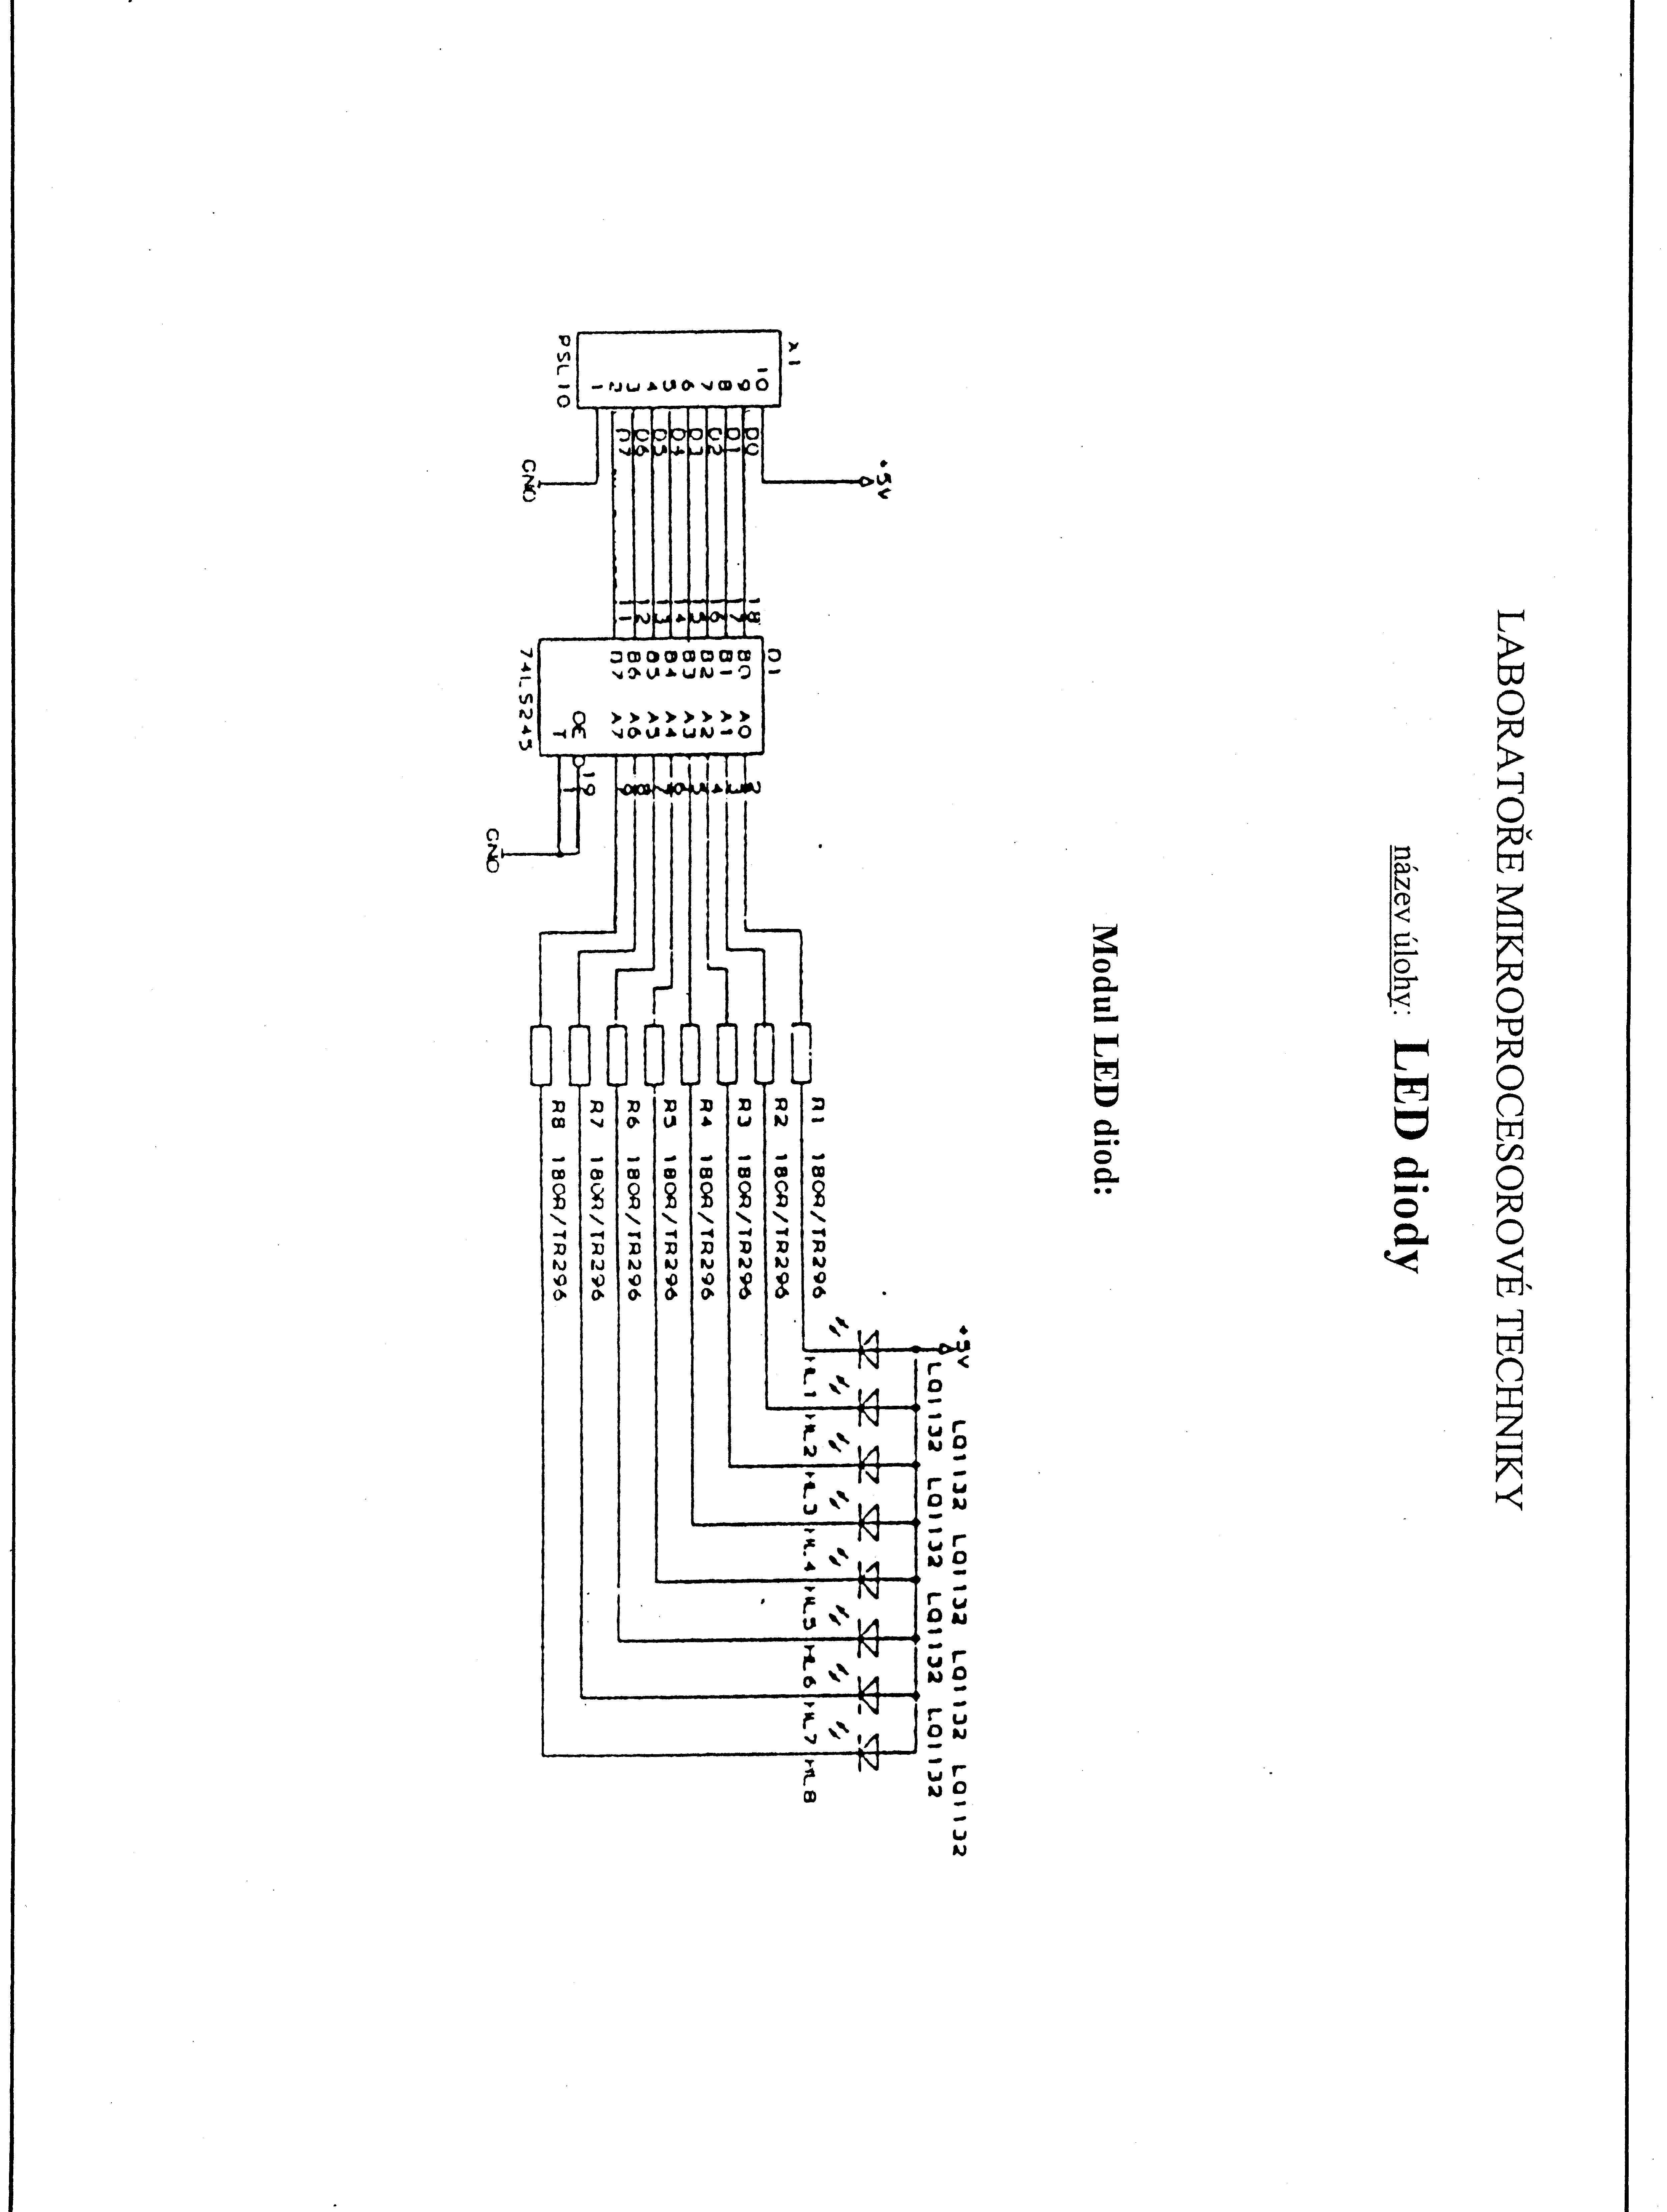 LABORATOŘE MIKROPROCESOROVÉ TECHNIKY
název úlohy: LED diody
Modul LED diod:
+5V
+5V
LQ1132 LQ1132 LQ1132 LQ1132
LQ1132 LQ1132 LQ1132 LQ1132
X1
10
9
8
7
6
5
4
3
2
1
PSL10
D0
D1
D2
D3
D4
D5
D6
D7
GND
18
17
16
15
14
13
12
11
D1
B0 A0
B1 A1
B2 A2
B3 A3
B4 A4
B5 A5
B6 A6
B7 A7
OE
T
74LS245
2
3
4
5
6
7
8
9
19
1
GND
R1 180R/TR296
R2 180R/TR296
R3 180R/TR296
R4 180R/TR296
R5 180R/TR296
R6 180R/TR296
R7 180R/TR296
R8 180R/TR296
HL1 HL2 HL3 HL4 HL5 HL6 HL7 HL8